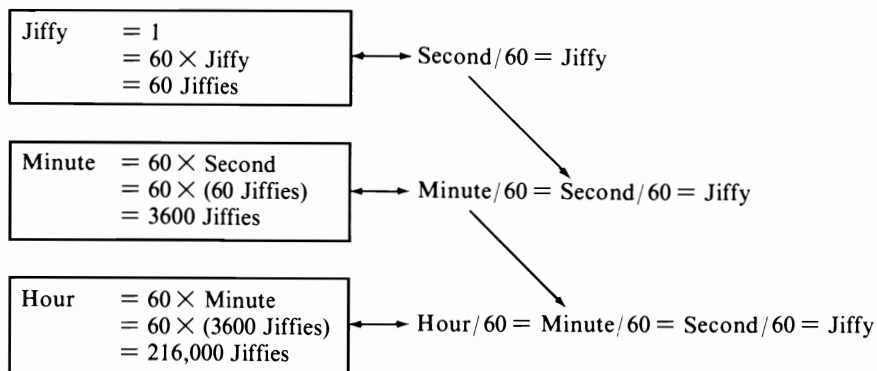 Jiffy = 1
= 60 × Jiffy
= 60 Jiffies
Second/60 = Jiffy
Minute = 60 × Second
= 60 × (60 Jiffies)
= 3600 Jiffies
Minute/60 = Second/60 = Jiffy
Hour = 60 × Minute
= 60 × (3600 Jiffies)
= 216,000 Jiffies
Hour/60 = Minute/60 = Second/60 = Jiffy